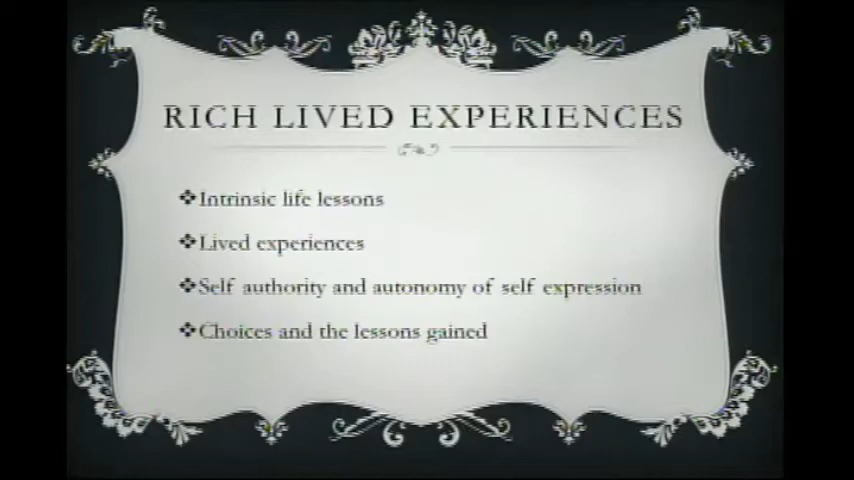 RICH LIVED EXPERIENCES
❖Intrinsic life lessons
❖Lived experiences
❖Self authority and autonomy of self expression
❖Choices and the lessons gained